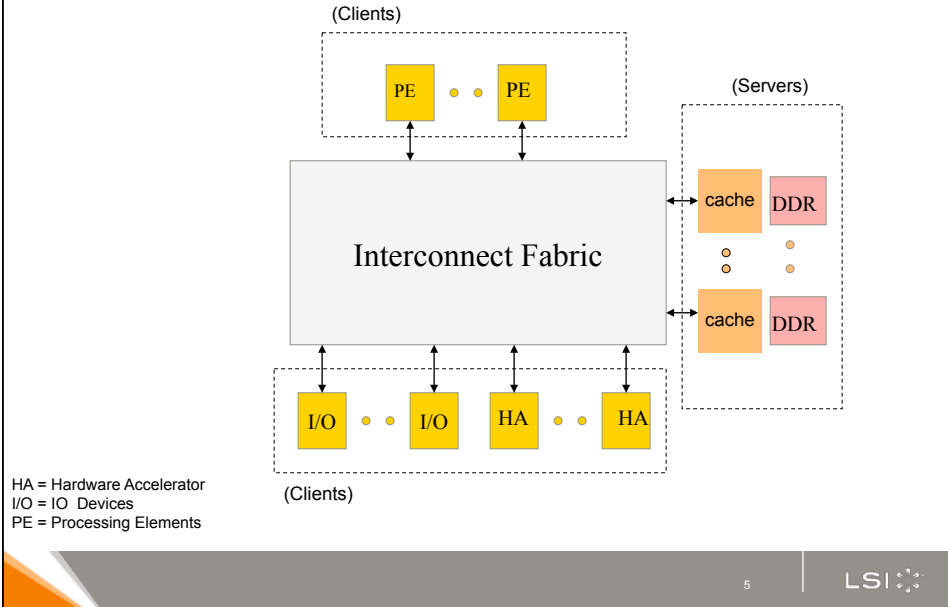 (Clients)
PE
PE
(Servers)
cache
DDR
Interconnect Fabric
cache
DDR
I/O
I/O
HA
HA
(Clients)
HA = Hardware Accelerator
I/O = IO Devices
PE = Processing Elements
5
LSI